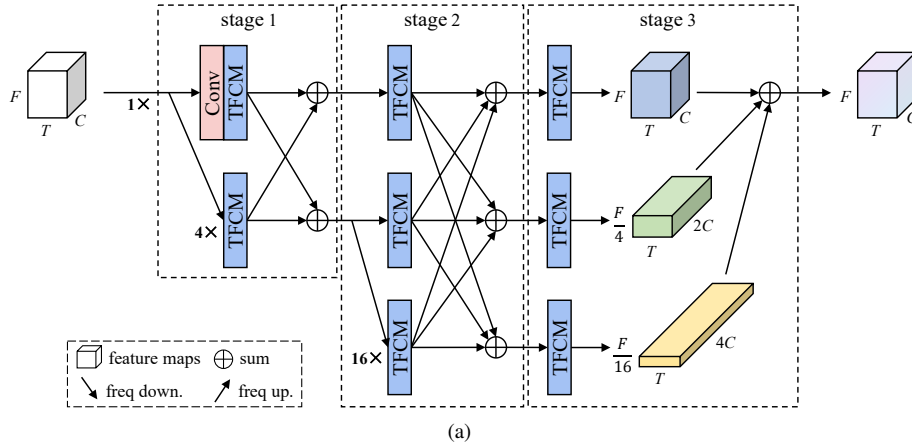 stage 1
stage 2
stage 3
F
T
C
1×
Conv
TFCM
TFCM
4×
TFCM
TFCM
TFCM
16×
TFCM
F
T
C
TFCM
F/4
T
2C
TFCM
F/16
T
4C
F
T
C
feature maps
sum
freq down.
freq up.
(a)